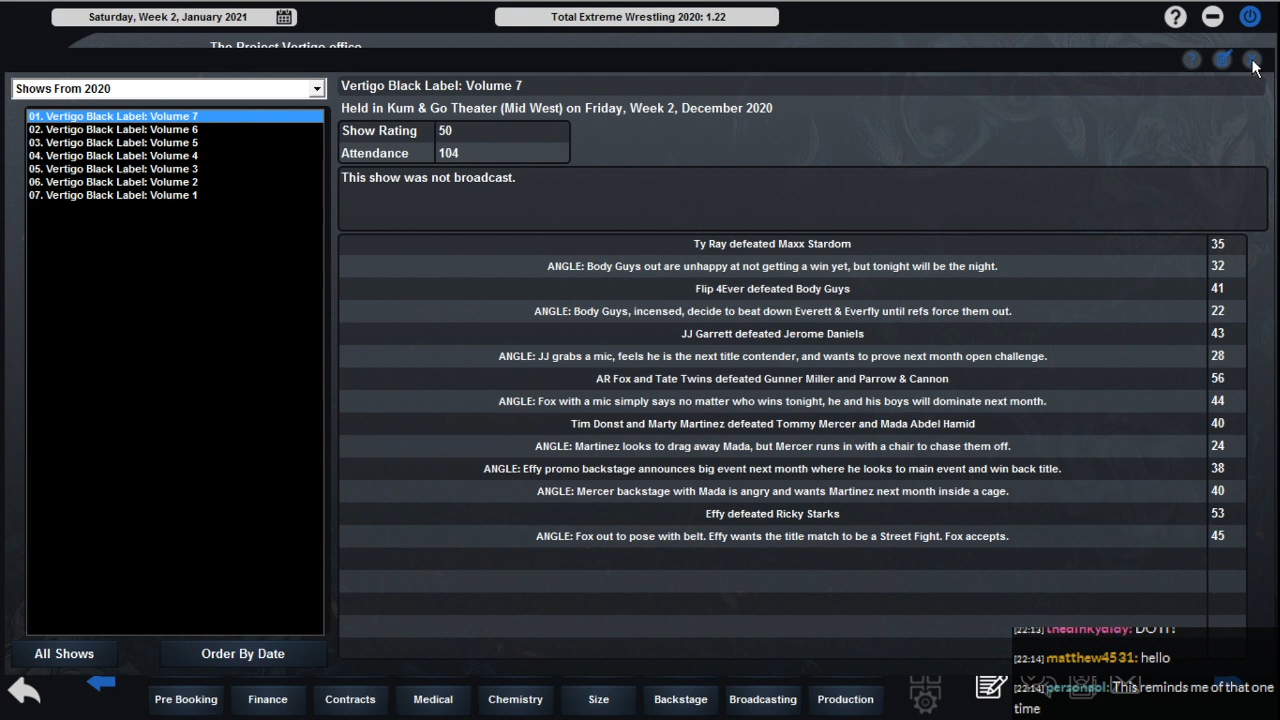 Saturday, Week 2, January 2021
Total Extreme Wrestling 2020: 1.22
The Project Vertigo office
Shows From 2020
01. Vertigo Black Label: Volume 7
02. Vertigo Black Label: Volume 6
03. Vertigo Black Label: Volume 5
04. Vertigo Black Label: Volume 4
05. Vertigo Black Label: Volume 3
06. Vertigo Black Label: Volume 2
07. Vertigo Black Label: Volume 1
All Shows
Order By Date
Vertigo Black Label: Volume 7
Held in Kum & Go Theater (Mid West) on Friday, Week 2, December 2020
Show Rating 50
Attendance 104
This show was not broadcast.
Ty Ray defeated Maxx Stardom 35
ANGLE: Body Guys out are unhappy at not getting a win yet, but tonight will be the night. 32
Flip 4Ever defeated Body Guys 41
ANGLE: Body Guys, incensed, decide to beat down Everett & Everfly until refs force them out. 22
JJ Garrett defeated Jerome Daniels 43
ANGLE: JJ grabs a mic, feels he is the next title contender, and wants to prove next month open challenge. 28
AR Fox and Tate Twins defeated Gunner Miller and Parrow & Cannon 56
ANGLE: Fox with a mic simply says no matter who wins tonight, he and his boys will dominate next month. 44
Tim Donst and Marty Martinez defeated Tommy Mercer and Mada Abdel Hamid 40
ANGLE: Martinez looks to drag away Mada, but Mercer runs in with a chair to chase them off. 24
ANGLE: Effy promo backstage announces big event next month where he looks to main event and win back title. 38
ANGLE: Mercer backstage with Mada is angry and wants Martinez next month inside a cage. 40
Effy defeated Ricky Starks 53
ANGLE: Fox out to pose with belt. Effy wants the title match to be a Street Fight. Fox accepts. 45
[22:14] matthew4531: hello
This reminds me of that one
time
Pre Booking
Finance
Contracts
Medical
Chemistry
Size
Backstage
Broadcasting
Production